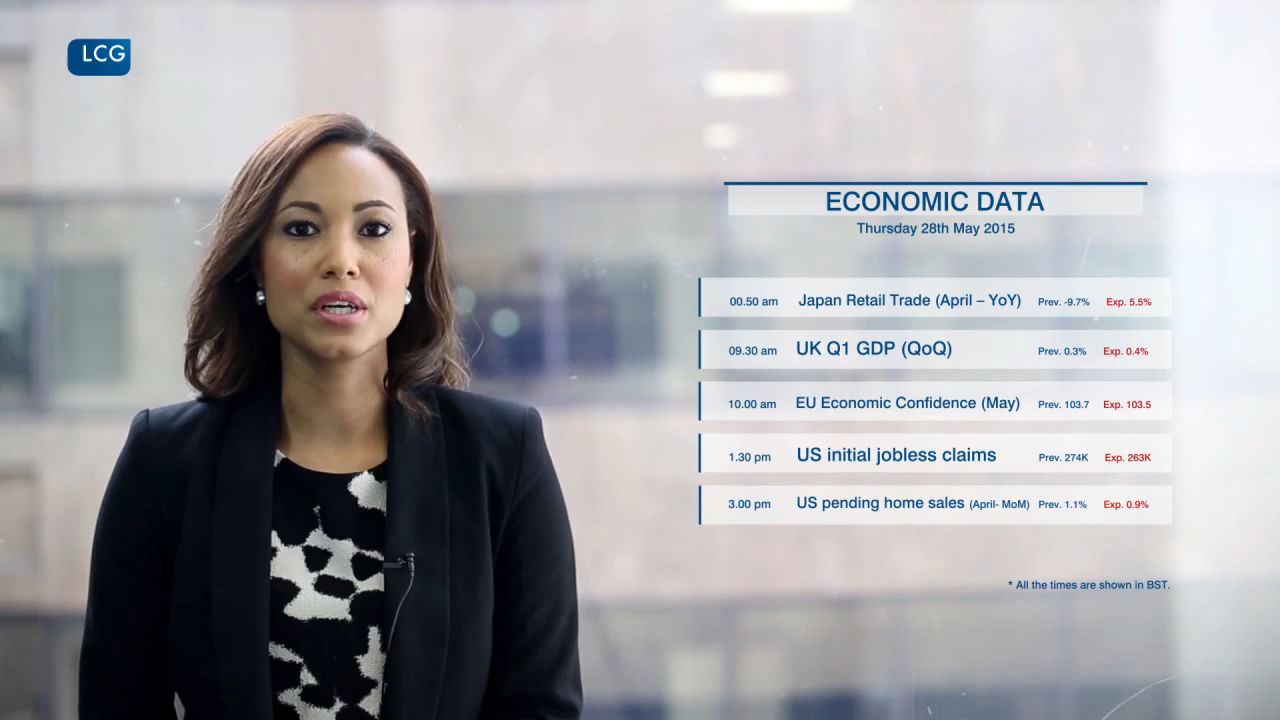 LCG
ECONOMIC DATA
Thursday 28th May 2015
00.50 am Japan Retail Trade (April – YoY) Prev. -9.7% Exp. 5.5%
09.30 am UK Q1 GDP (QoQ) Prev. 0.3% Exp. 0.4%
10.00 am EU Economic Confidence (May) Prev. 103.7 Exp. 103.5
1.30 pm US initial jobless claims Prev. 274K Exp. 263K
3.00 pm US pending home sales (April- MoM) Prev. 1.1% Exp. 0.9%
* All the times are shown in BST.